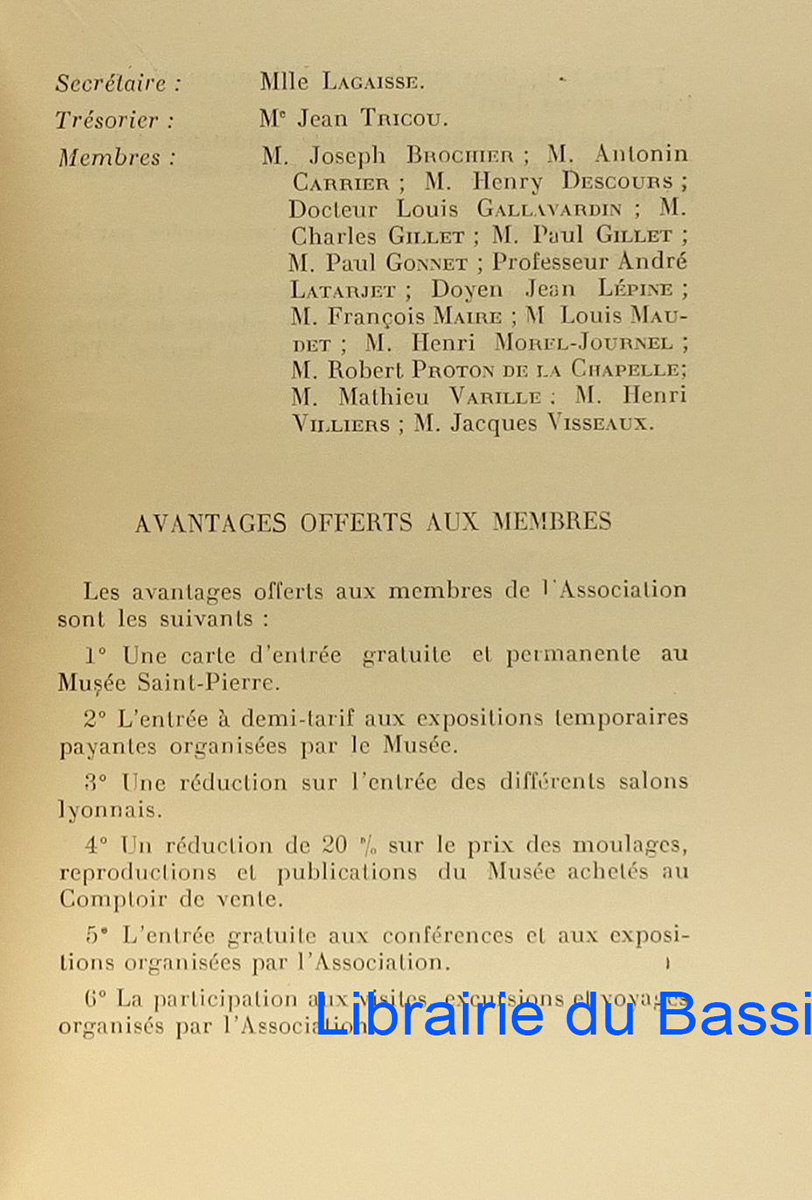 Secrétaire : Mlle LAGAISSE.
Trésorier : Me Jean TRICOU.
Membres : M. Joseph BROCHIER ; M. Antonin
CARRIER ; M. Henry DESCOURS ;
Docteur Louis GALLAVARDIN ; M.
Charles GILLET ; M. Paul GILLET ;
M. Paul GONNET ; Professeur André
LATARJET ; Doyen Jean LÉPINE ;
M. François MAIRE ; M Louis MAU-
DET ; M. Henri MOREL-JOURNEL ;
M. Robert PROTON DE LA CHAPELLE;
M. Mathieu VARILLE ; M. Henri
VILLIERS ; M. Jacques VISSEAUX.
AVANTAGES OFFERTS AUX MEMBRES
Les avantages offerts aux membres de l'Association
sont les suivants :
1° Une carte d'entrée gratuite et permanente au
Musée Saint-Pierre.
2° L'entrée à demi-tarif aux expositions temporaires
payantes organisées par le Musée.
3° Une réduction sur l'entrée des différents salons
lyonnais.
4° Un réduction de 20 % sur le prix des moulages,
reproductions et publications du Musée achetés au
Comptoir de vente.
5° L'entrée gratuite aux conférences et aux exposi-
tions organisées par l'Association.
6° La participation aux visites, excursions et voyages
organisés par l'Association.
Librairie du Bassi